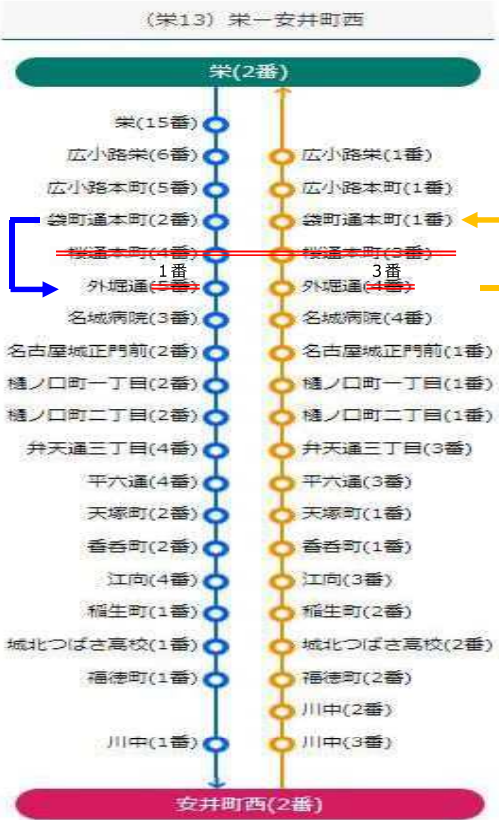 （栄13）栄ー安井町西
栄(2番)
栄(15番)
広小路栄(6番) 広小路栄(1番)
広小路本町(5番) 広小路本町(1番)
袋町通本町(2番) 袋町通本町(1番)
桜通本町(4番) 桜通本町(3番)
1番 3番
外堀通(5番) 外堀通(4番)
名城病院(3番) 名城病院(4番)
名古屋城正門前(2番) 名古屋城正門前(1番)
樋ノ口町一丁目(2番) 樋ノ口町一丁目(1番)
樋ノ口町二丁目(2番) 樋ノ口町二丁目(1番)
弁天通三丁目(4番) 弁天通三丁目(3番)
平六通(4番) 平六通(3番)
天塚町(2番) 天塚町(1番)
香呑町(2番) 香呑町(1番)
江向(4番) 江向(3番)
稲生町(1番) 稲生町(2番)
城北つばさ高校(1番) 城北つばさ高校(2番)
福徳町(1番) 福徳町(2番)
川中(2番)
川中(1番) 川中(3番)
安井町西(2番)